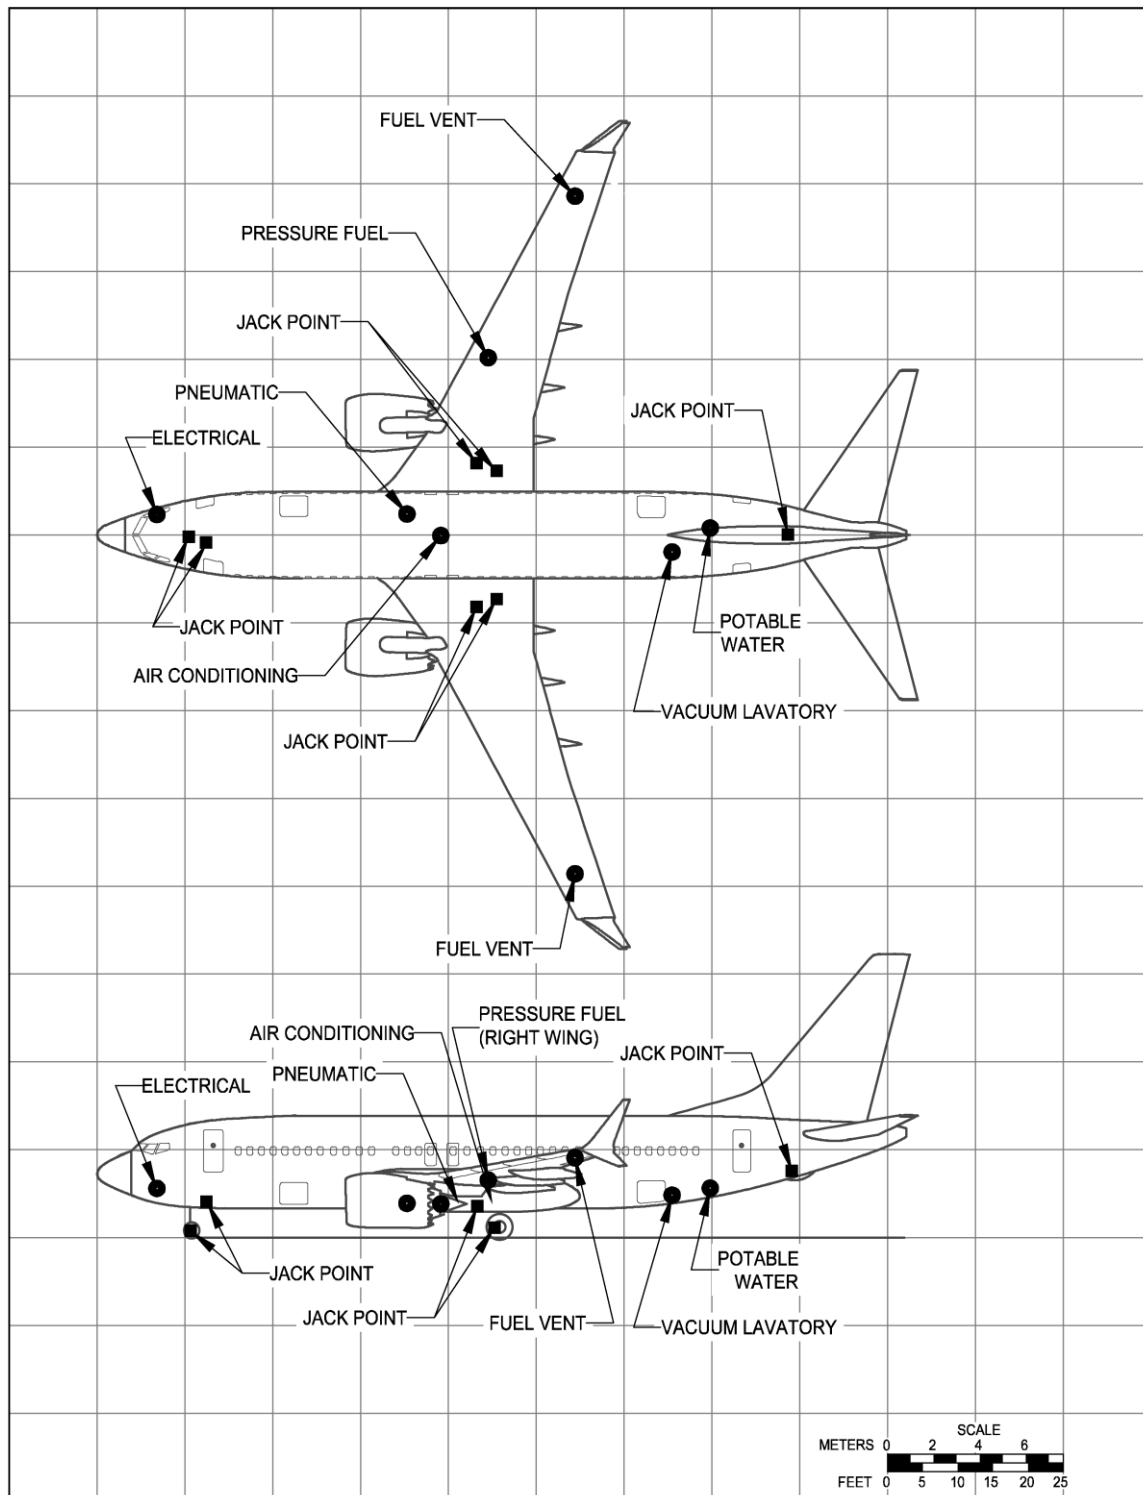 FUEL VENT
PRESSURE FUEL
JACK POINT
PNEUMATIC
JACK POINT
ELECTRICAL
JACK POINT
POTABLE
WATER
AIR CONDITIONING
VACUUM LAVATORY
JACK POINT
FUEL VENT
PRESSURE FUEL
(RIGHT WING)
AIR CONDITIONING
JACK POINT
PNEUMATIC
ELECTRICAL
POTABLE
WATER
JACK POINT
JACK POINT
FUEL VENT
VACUUM LAVATORY
SCALE
METERS 0 2 4 6
FEET 0 5 10 15 20 25